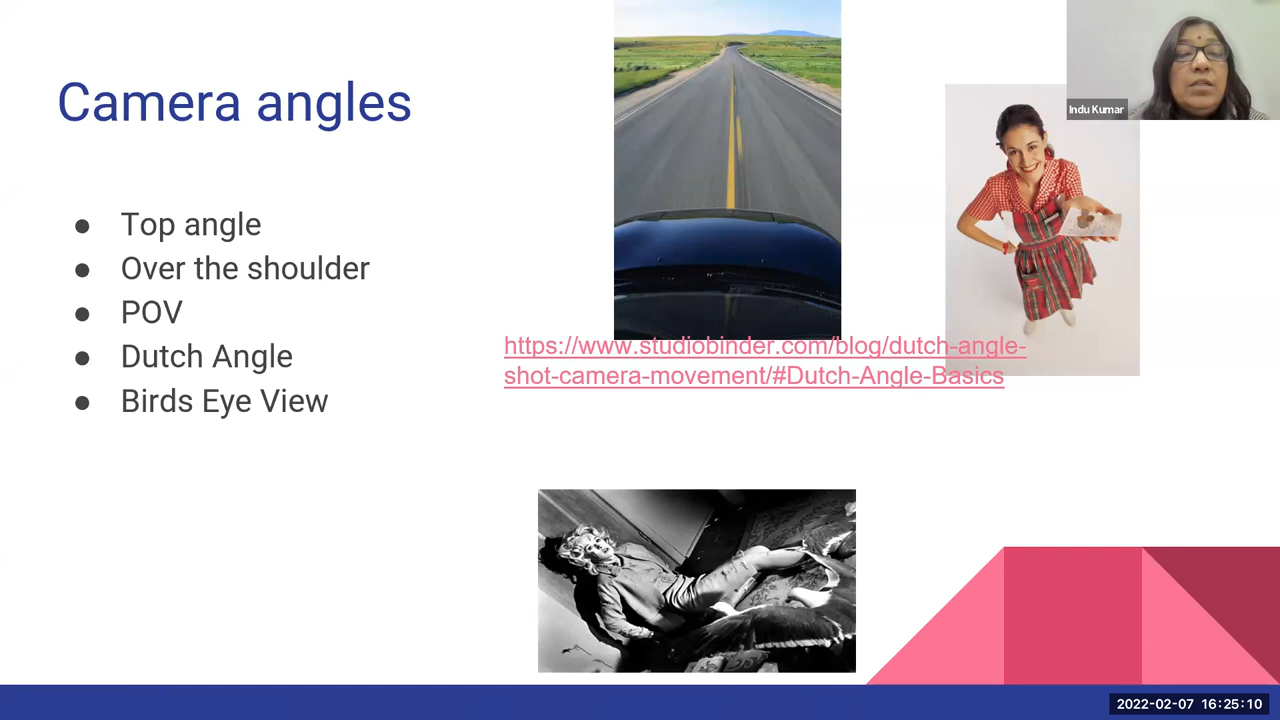 Camera angles
Top angle
Over the shoulder
POV
Dutch Angle
Birds Eye View
https://www.studiobinder.com/blog/dutch-angle-
shot-camera-movement/#Dutch-Angle-Basics
Indu Kumar
2022-02-07 16:25:10